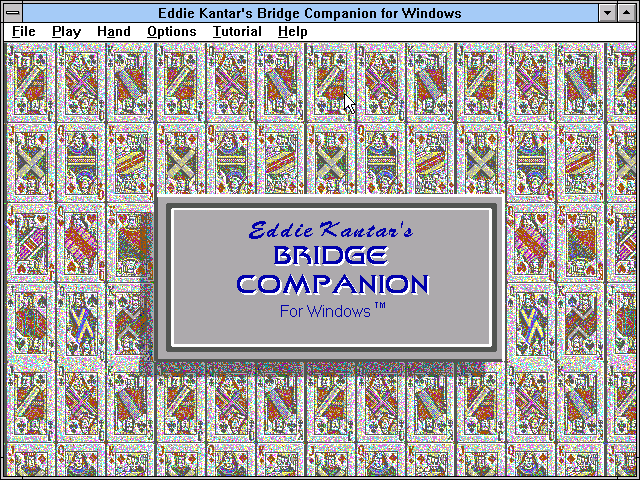 Eddie Kantar's Bridge Companion for Windows
File Play Hand Options Tutorial Help
Eddie Kantar's
BRIDGE
COMPANION
For Windows™